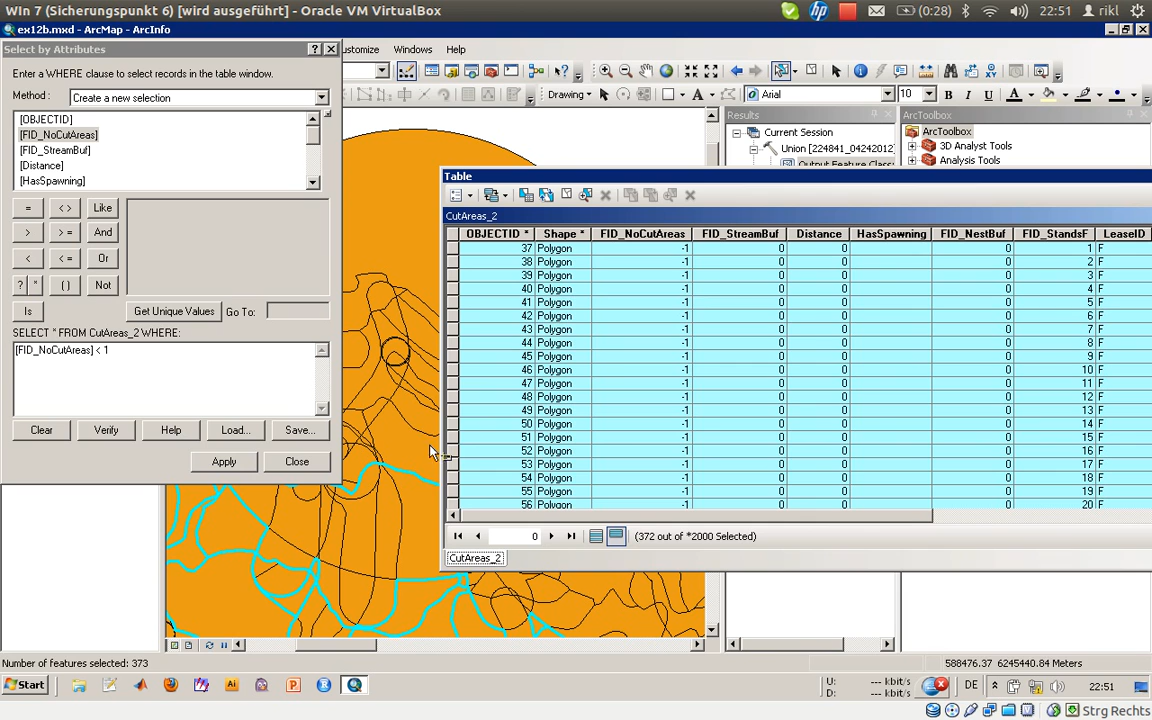 Win 7 (Sicherungspunkt 6) [wird ausgeführt] - Oracle VM VirtualBox
(0:28) 22:51 rikl
ex12b.mxd - ArcMap - ArcInfo
Select by Attributes
ustomize Windows Help
Enter a WHERE clause to select records in the table window.
Method : Create a new selection
Drawing Arial 10 B I U A
[OBJECTID]
[FID_NoCutAreas]
[FID_StreamBuf]
[Distance]
[HasSpawning]
Results
Current Session
Union [224841_04242012]
Output Feature Class
ArcToolbox
ArcToolbox
3D Analyst Tools
Analysis Tools
= < > Like
> > = And
< < = Or
? * ( ) Not
Is Get Unique Values Go To:
SELECT * FROM CutAreas_2 WHERE:
[FID_NoCutAreas] < 1
Clear Verify Help Load... Save...
Apply Close
Table
CutAreas_2
OBJECTID * Shape * FID_NoCutAreas FID_StreamBuf Distance HasSpawning FID_NestBuf FID_StandsF LeaseID
37 Polygon -1 0 0 0 1 F
38 Polygon -1 0 0 0 2 F
39 Polygon -1 0 0 0 3 F
40 Polygon -1 0 0 0 4 F
41 Polygon -1 0 0 0 5 F
42 Polygon -1 0 0 0 6 F
43 Polygon -1 0 0 0 7 F
44 Polygon -1 0 0 0 8 F
45 Polygon -1 0 0 0 9 F
46 Polygon -1 0 0 0 10 F
47 Polygon -1 0 0 0 11 F
48 Polygon -1 0 0 0 12 F
49 Polygon -1 0 0 0 13 F
50 Polygon -1 0 0 0 14 F
51 Polygon -1 0 0 0 15 F
52 Polygon -1 0 0 0 16 F
53 Polygon -1 0 0 0 17 F
54 Polygon -1 0 0 0 18 F
55 Polygon -1 0 0 0 19 F
56 Polygon -1 0 0 0 20 F
0 (372 out of *2000 Selected)
CutAreas_2
Number of features selected: 373
588476.37 6245440.84 Meters
Start
U: --- kbit/s
D: --- kbit/s
DE
22:51
Strg Rechts